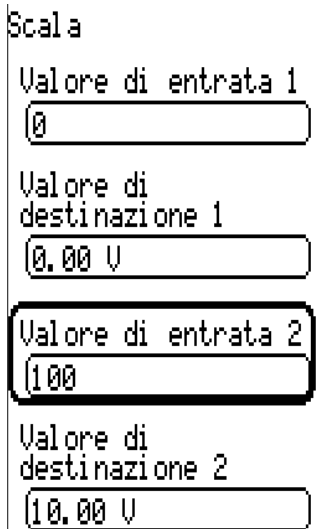 Scala
Valore di entrata 1
0
Valore di
destinazione 1
0.00 V
Valore di entrata 2
100
Valore di
destinazione 2
10.00 V